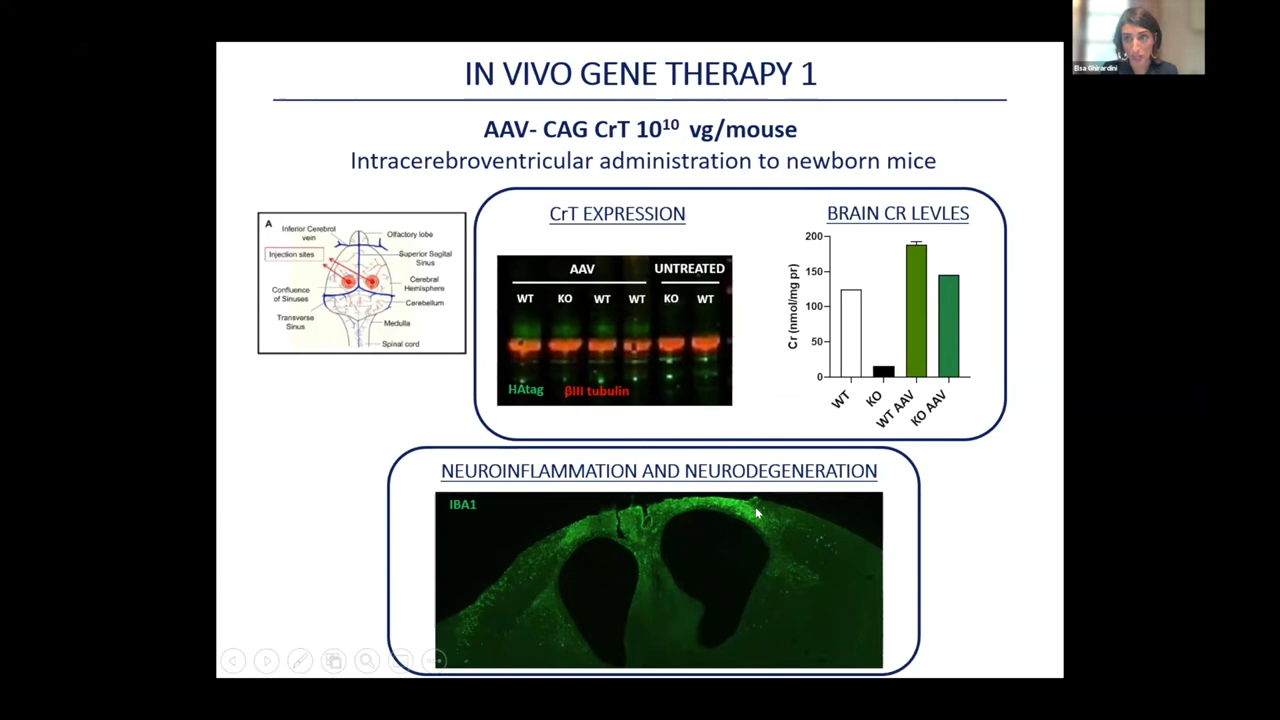 Elsa Ghirardini
IN VIVO GENE THERAPY 1
AAV- CAG CrT 10¹⁰ vg/mouse
Intracerebroventricular administration to newborn mice
A
Inferior Cerebral
vein
Olfactory lobe
Injection sites
Superior Sagital
Sinus
Confluence
of Sinuses
Cerebral
Hemisphere
Cerebellum
Transverse
Sinus
Medulla
Spinal cord
CrT EXPRESSION
AAV
UNTREATED
WT KO WT WT KO WT
HAtag βIII tubulin
BRAIN CR LEVLES
Cr (nmol/mg pr)
200
150
100
50
0
WT KO WT AAV KO AAV
NEUROINFLAMMATION AND NEURODEGENERATION
IBA1